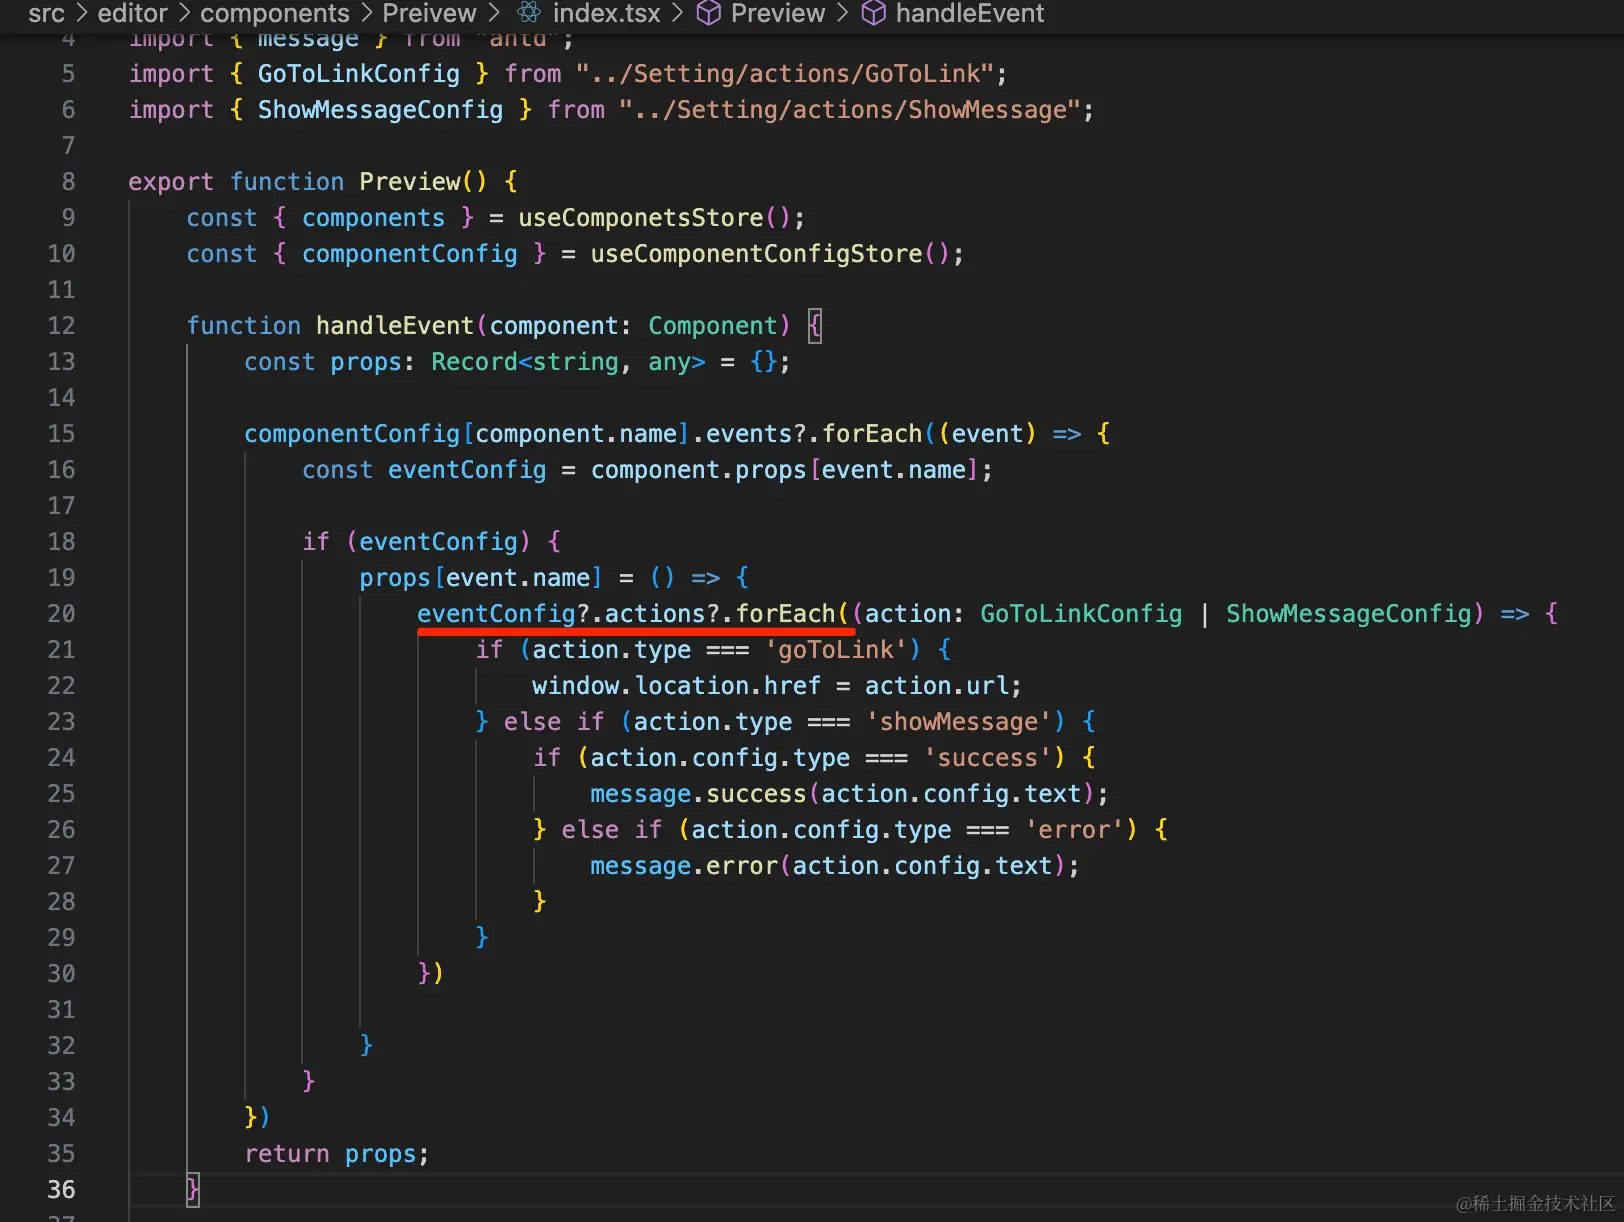 src > editor > components > Preivew > index.tsx > Preview > handleEvent
4 import { message } from "antd";
5 import { GoToLinkConfig } from "../Setting/actions/GoToLink";
6 import { ShowMessageConfig } from "../Setting/actions/ShowMessage";
7
8 export function Preview() {
9 const { components } = useComponetsStore();
10 const { componentConfig } = useComponentConfigStore();
11
12 function handleEvent(component: Component) {
13 const props: Record<string, any> = {};
14
15 componentConfig[component.name].events?.forEach((event) => {
16 const eventConfig = component.props[event.name];
17
18 if (eventConfig) {
19 props[event.name] = () => {
20 eventConfig?.actions?.forEach((action: GoToLinkConfig | ShowMessageConfig) => {
21 if (action.type === 'goToLink') {
22 window.location.href = action.url;
23 } else if (action.type === 'showMessage') {
24 if (action.config.type === 'success') {
25 message.success(action.config.text);
26 } else if (action.config.type === 'error') {
27 message.error(action.config.text);
28 }
29 }
30 })
31
32 }
33 }
34 })
35 return props;
36 }
37
@稀土掘金技术社区